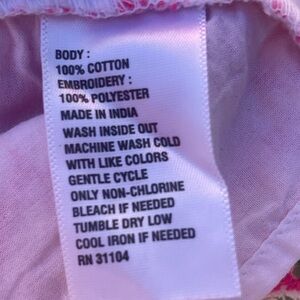 BODY :
100% COTTON
EMBROIDERY :
100% POLYESTER
MADE IN INDIA
WASH INSIDE OUT
MACHINE WASH COLD
WITH LIKE COLORS
GENTLE CYCLE
ONLY NON-CHLORINE
BLEACH IF NEEDED
TUMBLE DRY LOW
COOL IRON IF NEEDED
RN 31104